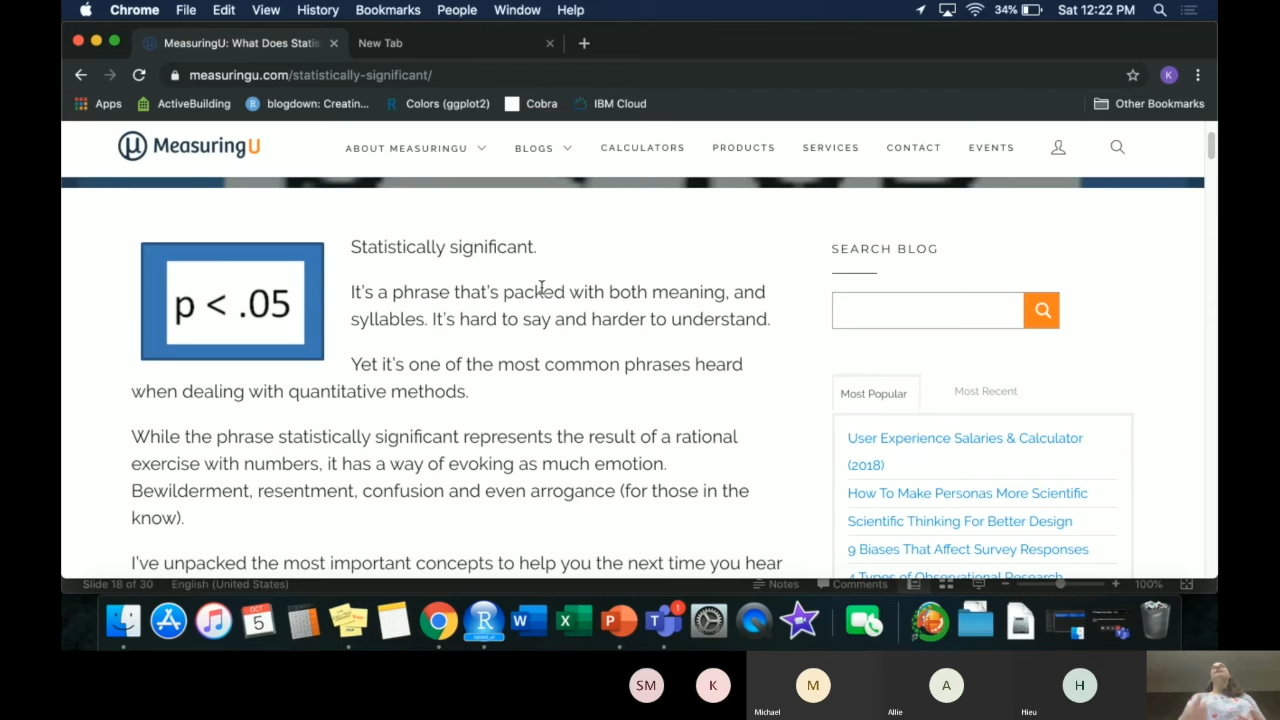 Chrome File Edit View History Bookmarks People Window Help 34% Sat 12:22 PM
MeasuringU: What Does Statis New Tab
measuringu.com/statistically-significant/ K
Apps ActiveBuilding blogdown: Creatin... Colors (ggplot2) Cobra IBM Cloud Other Bookmarks
MeasuringU ABOUT MEASURINGU BLOGS CALCULATORS PRODUCTS SERVICES CONTACT EVENTS
p < .05
Statistically significant.
It's a phrase that's packed with both meaning, and
syllables. It's hard to say and harder to understand.
Yet it's one of the most common phrases heard
when dealing with quantitative methods.
While the phrase statistically significant represents the result of a rational
exercise with numbers, it has a way of evoking as much emotion.
Bewilderment, resentment, confusion and even arrogance (for those in the
know).
I've unpacked the most important concepts to help you the next time you hear
SEARCH BLOG
Most Popular Most Recent
User Experience Salaries & Calculator
(2018)
How To Make Personas More Scientific
Scientific Thinking For Better Design
9 Biases That Affect Survey Responses
4 Types of Observational Research
Slide 18 of 30 English (United States) Notes Comments 100%
OCT
5
R
W
X
P
T
1
SM K M A H
Michael Allie Hieu